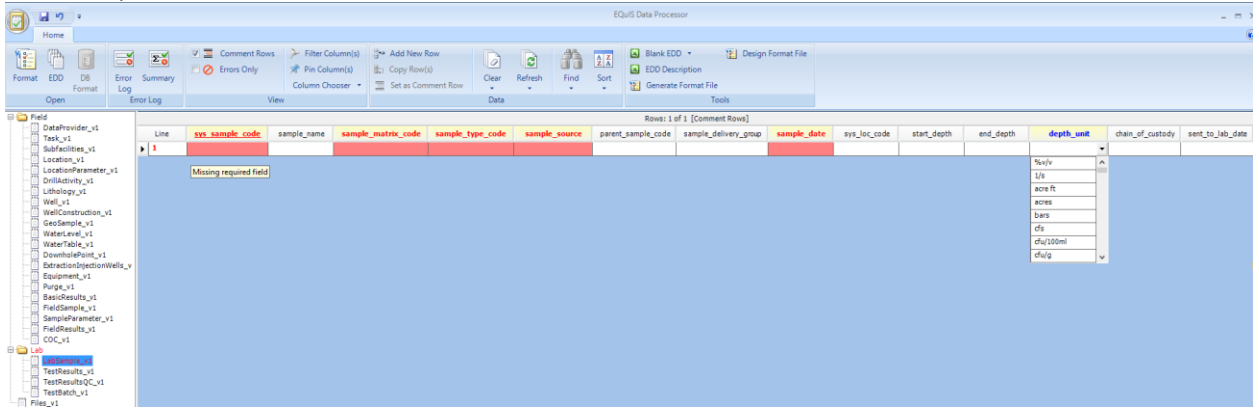 EQuIS Data Processor
Home
Format EDD DB Format Error Log Summary
Comment Rows Filter Column(s) Add New Row
Errors Only Pin Column(s) Copy Row(s)
Column Chooser Set as Comment Row
Clear Refresh Find Sort
Blank EDD Design Format File
EDD Description
Generate Format File
Open Error Log View Data Tools
Rows: 1 of 1 [Comment Rows]
Line sys_sample_code sample_name sample_matrix_code sample_type_code sample_source parent_sample_code sample_delivery_group sample_date sys_loc_code start_depth end_depth depth_unit chain_of_custody sent_to_lab_date
1
Missing required field
%v/v
1/s
acre ft
acres
bars
cfs
cfu/100ml
cfu/g
Field
DataProvider_v1
Task_v1
Subfacilities_v1
Location_v1
LocationParameter_v1
DrillActivity_v1
Lithology_v1
Well_v1
WellConstruction_v1
GeoSample_v1
WaterLevel_v1
WaterTable_v1
DownholePoint_v1
ExtractionInjectionWells_v
Equipment_v1
Purge_v1
BasicResults_v1
FieldSample_v1
SampleParameter_v1
FieldResults_v1
COC_v1
Lab
LabSample_v1
TestResults_v1
TestResultsQC_v1
TestBatch_v1
Files_v1